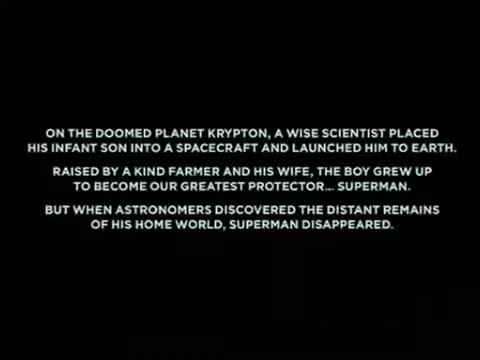 ON THE DOOMED PLANET KRYPTON, A WISE SCIENTIST PLACED
HIS INFANT SON INTO A SPACECRAFT AND LAUNCHED HIM TO EARTH.
RAISED BY A KIND FARMER AND HIS WIFE, THE BOY GREW UP
TO BECOME OUR GREATEST PROTECTOR... SUPERMAN.
BUT WHEN ASTRONOMERS DISCOVERED THE DISTANT REMAINS
OF HIS HOME WORLD, SUPERMAN DISAPPEARED.